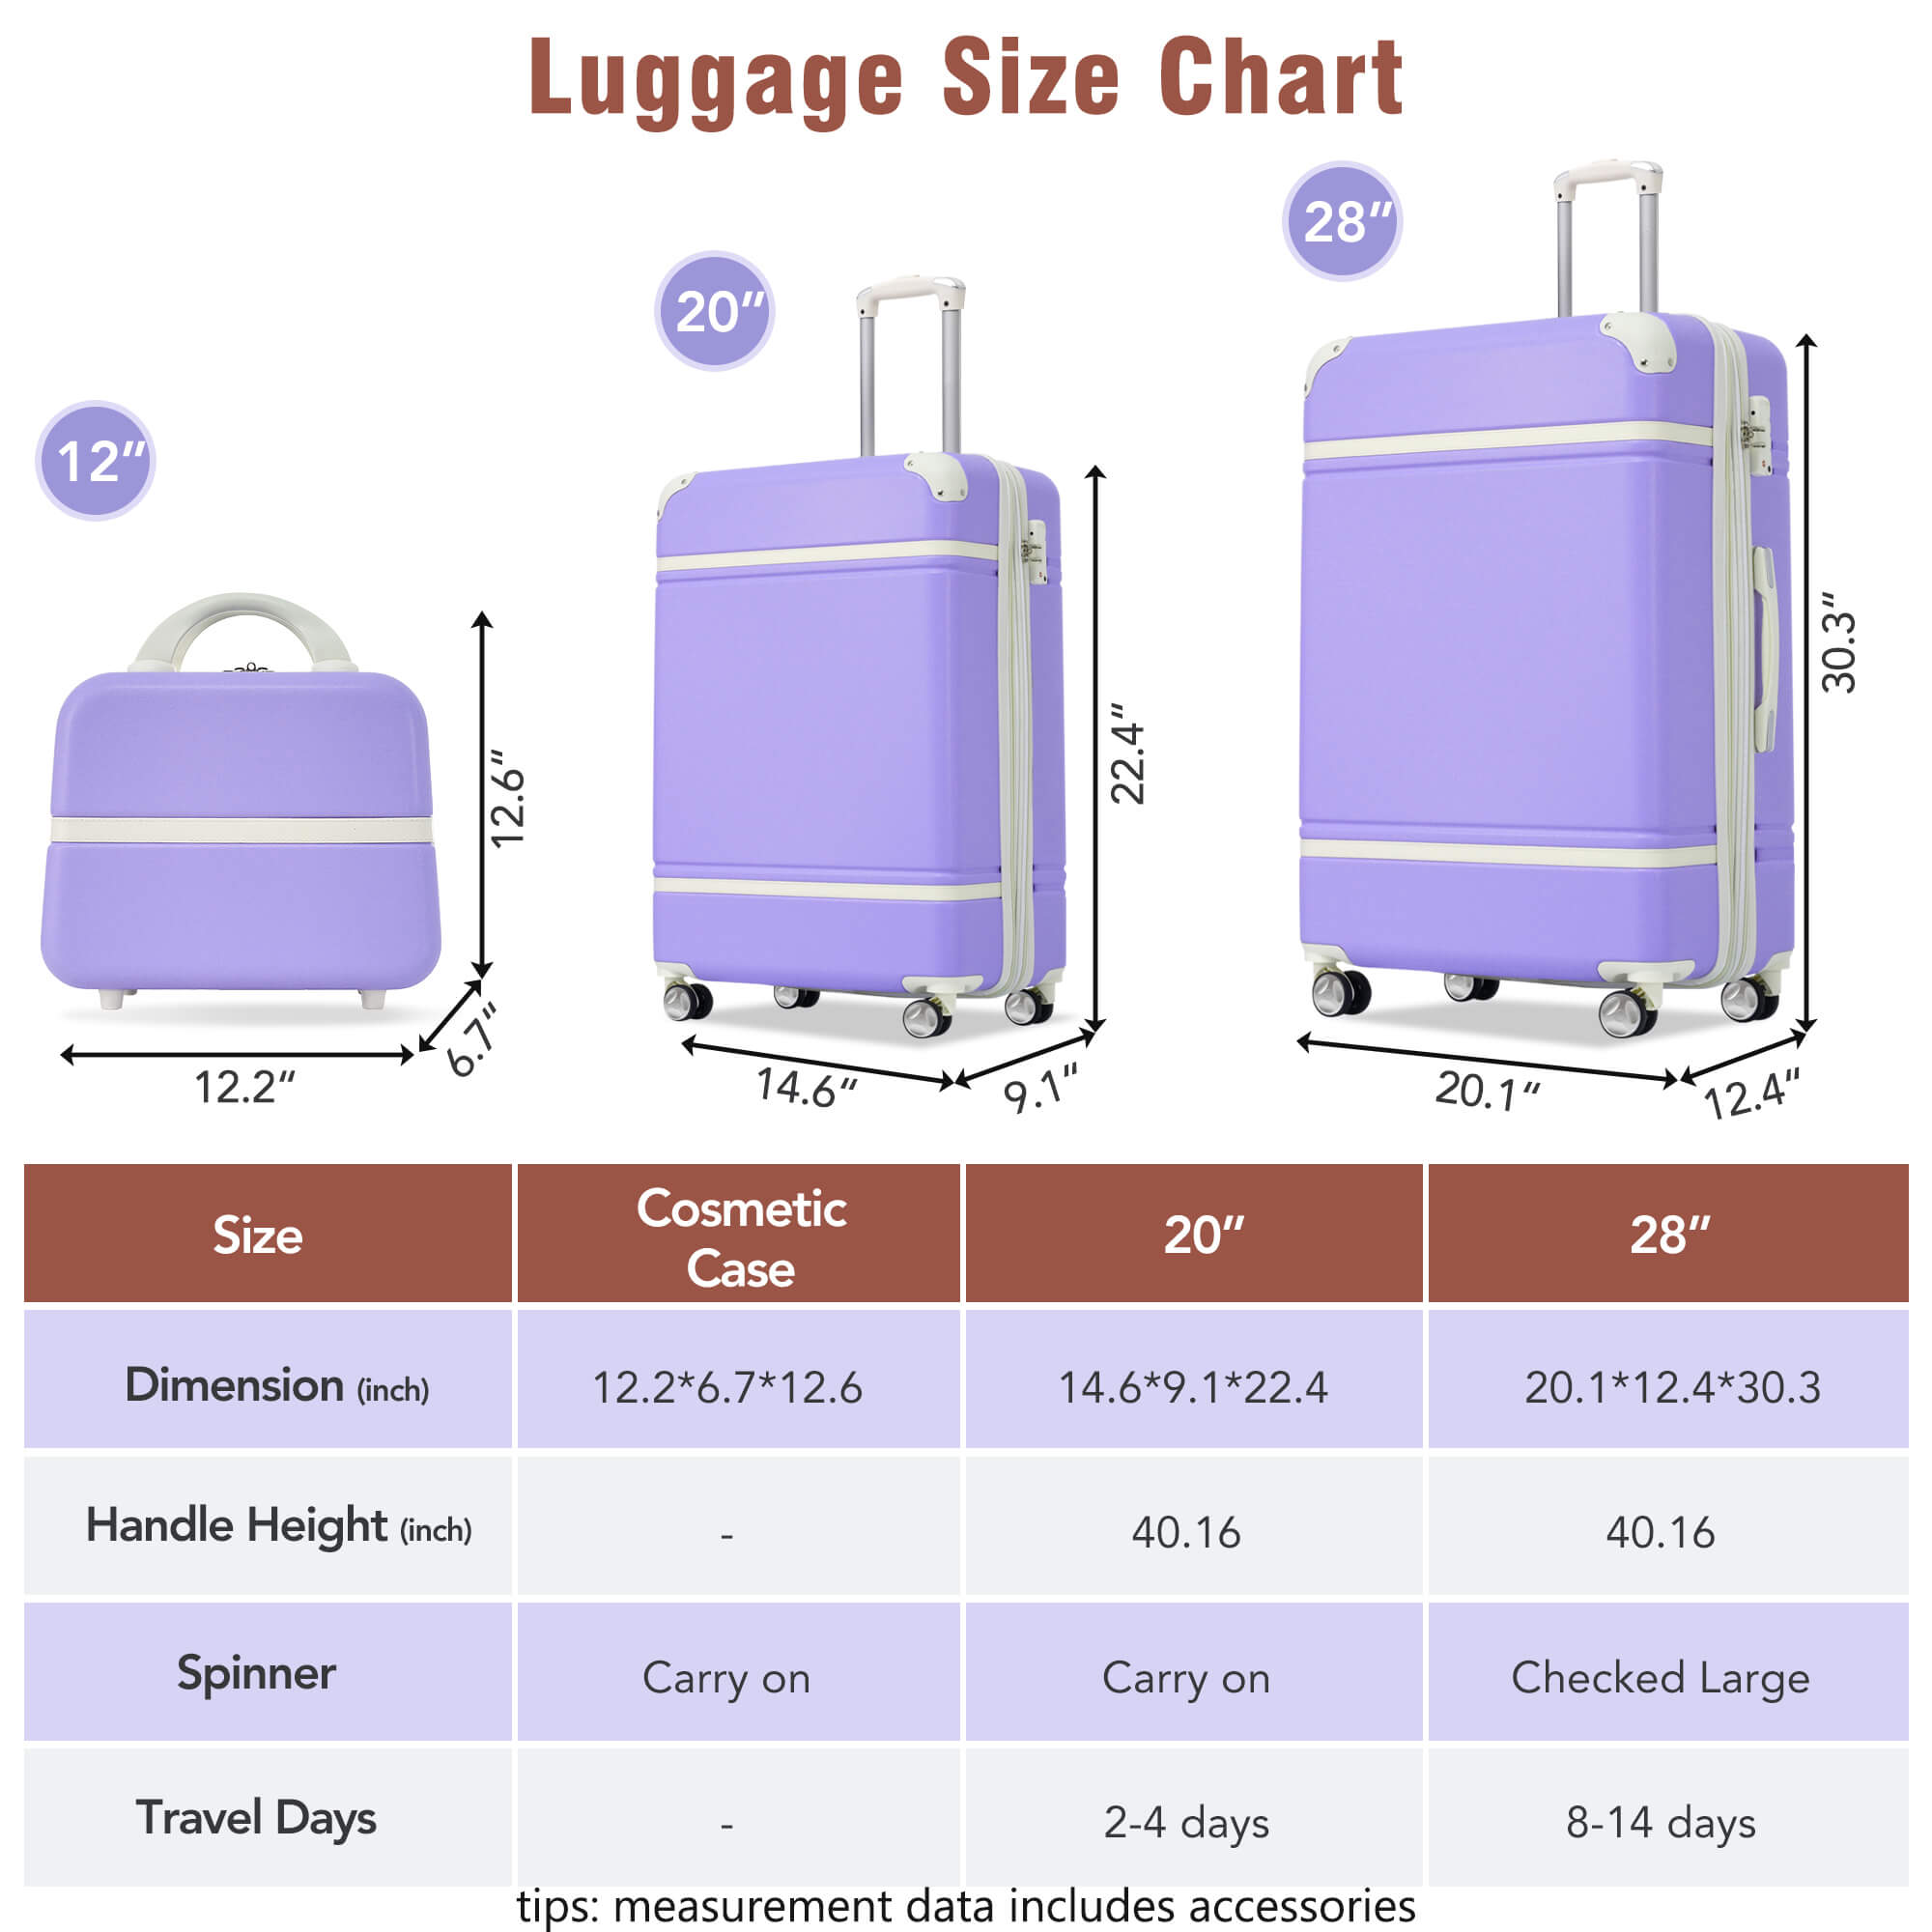 Luggage Size Chart
28”
20”
12”
30.3”
22.4”
12.6”
6.7”
12.2”
14.6”
9.1”
20.1”
12.4”
Size
Cosmetic
Case
20”
28”
Dimension (inch)
12.2*6.7*12.6
14.6*9.1*22.4
20.1*12.4*30.3
Handle Height (inch)
-
40.16
40.16
Spinner
Carry on
Carry on
Checked Large
Travel Days
-
2-4 days
8-14 days
tips: measurement data includes accessories